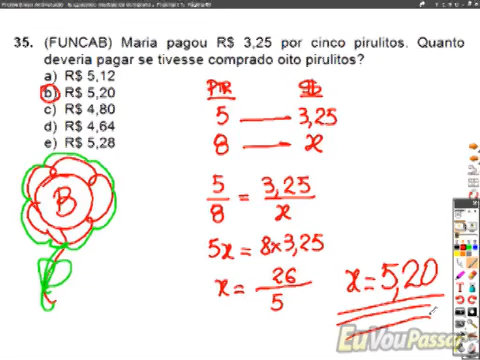 35. (FUNCAB) Maria pagou R$ 3,25 por cinco pirulitos. Quanto
deveria pagar se tivesse comprado oito pirulitos?
a) R$ 5,12
b) R$ 5,20
c) R$ 4,80
d) R$ 4,64
e) R$ 5,28
PIR $
5 3,25
8 x
B
5/8 = 3,25/x
5x = 8x3,25
x = 26/5
x = 5,20
EuVouPassar